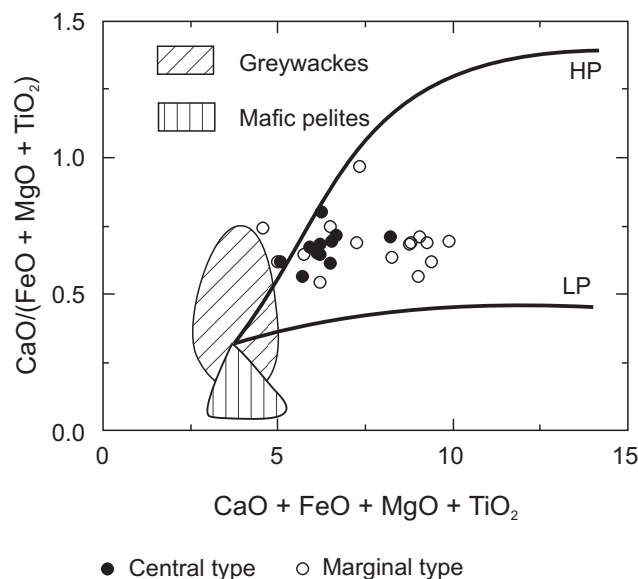 1.5
HP
Greywackes
Mafic pelites
1.0
CaO/(FeO + MgO + TiO₂)
0.5
LP
0.0
0
5
10
15
CaO + FeO + MgO + TiO₂
Central type
Marginal type